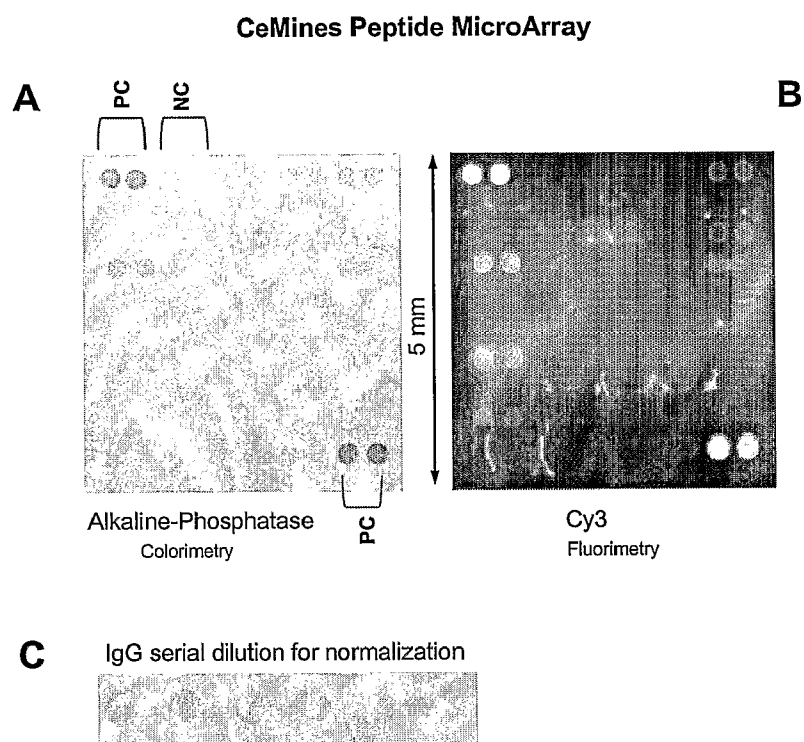 CeMines Peptide MicroArray
A
PC
NC
B
5 mm
Alkaline-Phosphatase
Colorimetry
PC
Cy3
Fluorimetry
C
IgG serial dilution for normalization